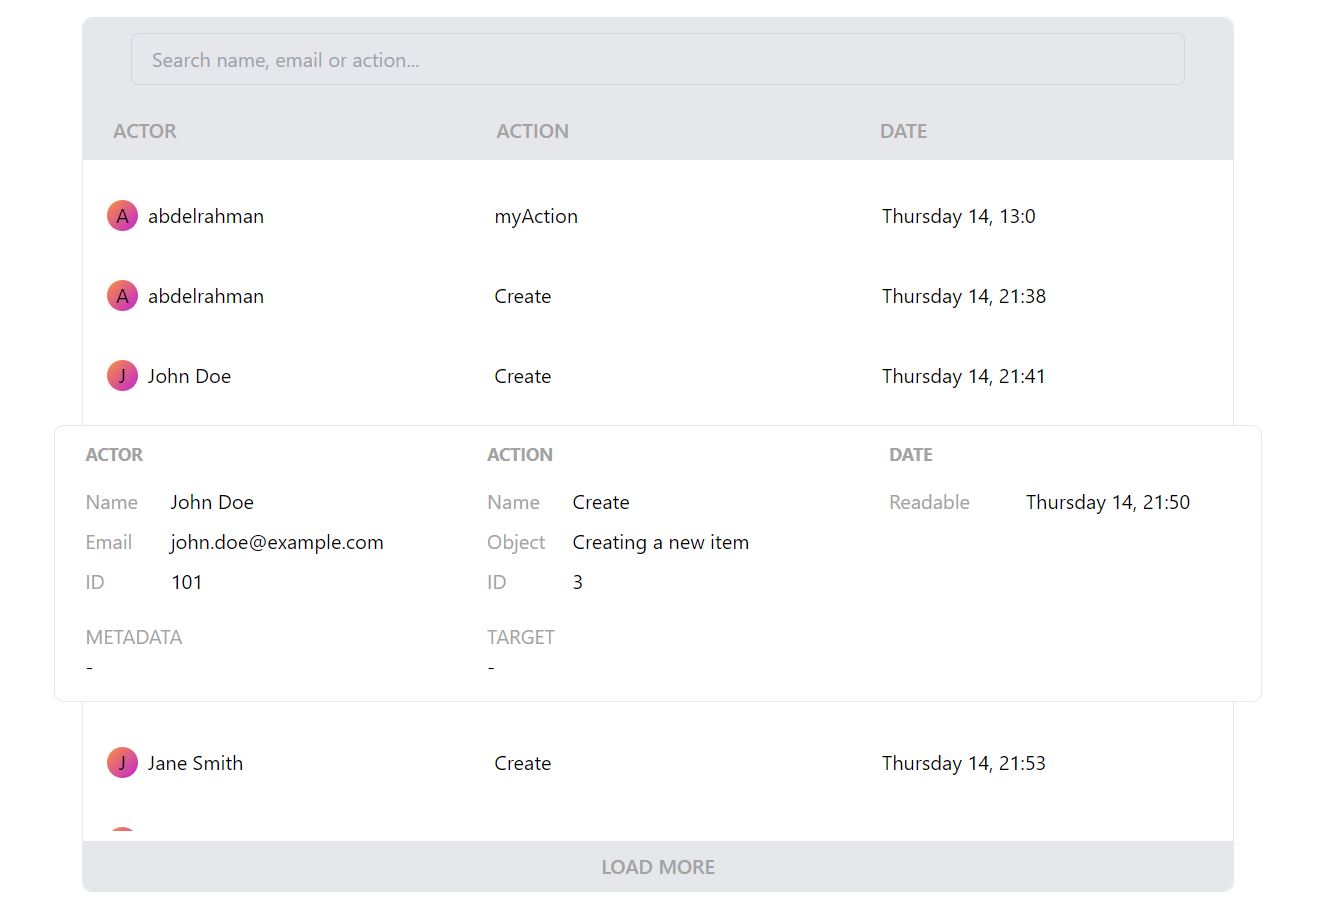 Search name, email or action...
ACTOR ACTION DATE
A abdelrahman myAction Thursday 14, 13:0
A abdelrahman Create Thursday 14, 21:38
J John Doe Create Thursday 14, 21:41
ACTOR ACTION DATE
Name John Doe Name Create Readable Thursday 14, 21:50
Email john.doe@example.com Object Creating a new item
ID 101 ID 3
METADATA TARGET
- -
J Jane Smith Create Thursday 14, 21:53
LOAD MORE